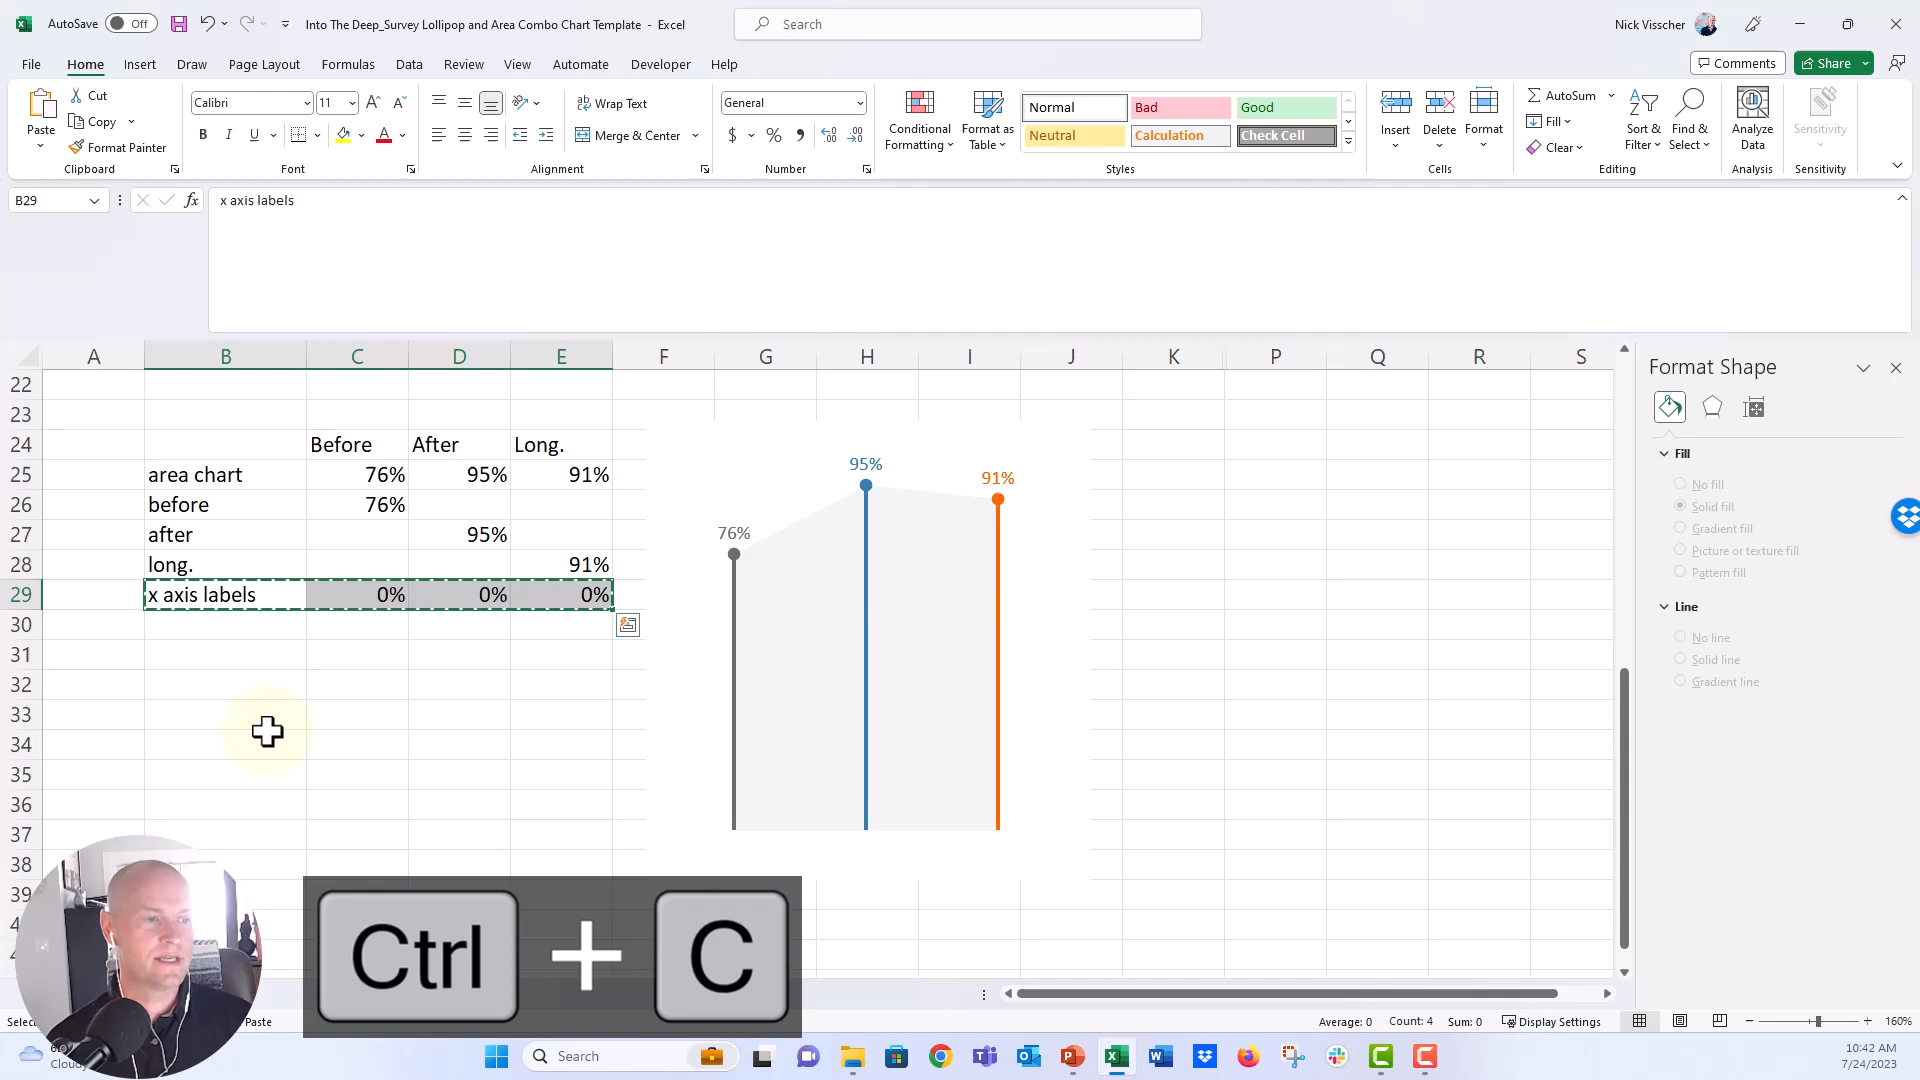 AutoSave Off Into The Deep_Survey Lollipop and Area Combo Chart Template - Excel Search Nick Visscher
File Home Insert Draw Page Layout Formulas Data Review View Automate Developer Help Comments Share
Paste Cut Calibri 11 Wrap Text General Conditional Formatting Format as Table Normal Bad Good Insert Delete Format AutoSum Sort & Filter Find & Select Analyze Data Sensitivity
Copy B I U A Merge & Center $ % , Neutral Calculation Check Cell Fill
Format Painter Clear
Clipboard Font Alignment Number Styles Cells Editing Analysis Sensitivity
B29 fx x axis labels
A B C D E F G H I J K P Q R S
22
23
24 Before After Long.
25 area chart 76% 95% 91%
26 before 76%
27 after 95%
28 long. 91%
29 x axis labels 0% 0% 0%
30
31
32
33
34
35
36
37
38
39
76%
95%
91%
Format Shape
Fill
No fill
Solid fill
Gradient fill
Picture or texture fill
Pattern fill
Line
No line
Solid line
Gradient line
Ctrl + C
Paste Average: 0 Count: 4 Sum: 0 Display Settings 160%
Cloudy Search 10:42 AM
7/24/2023